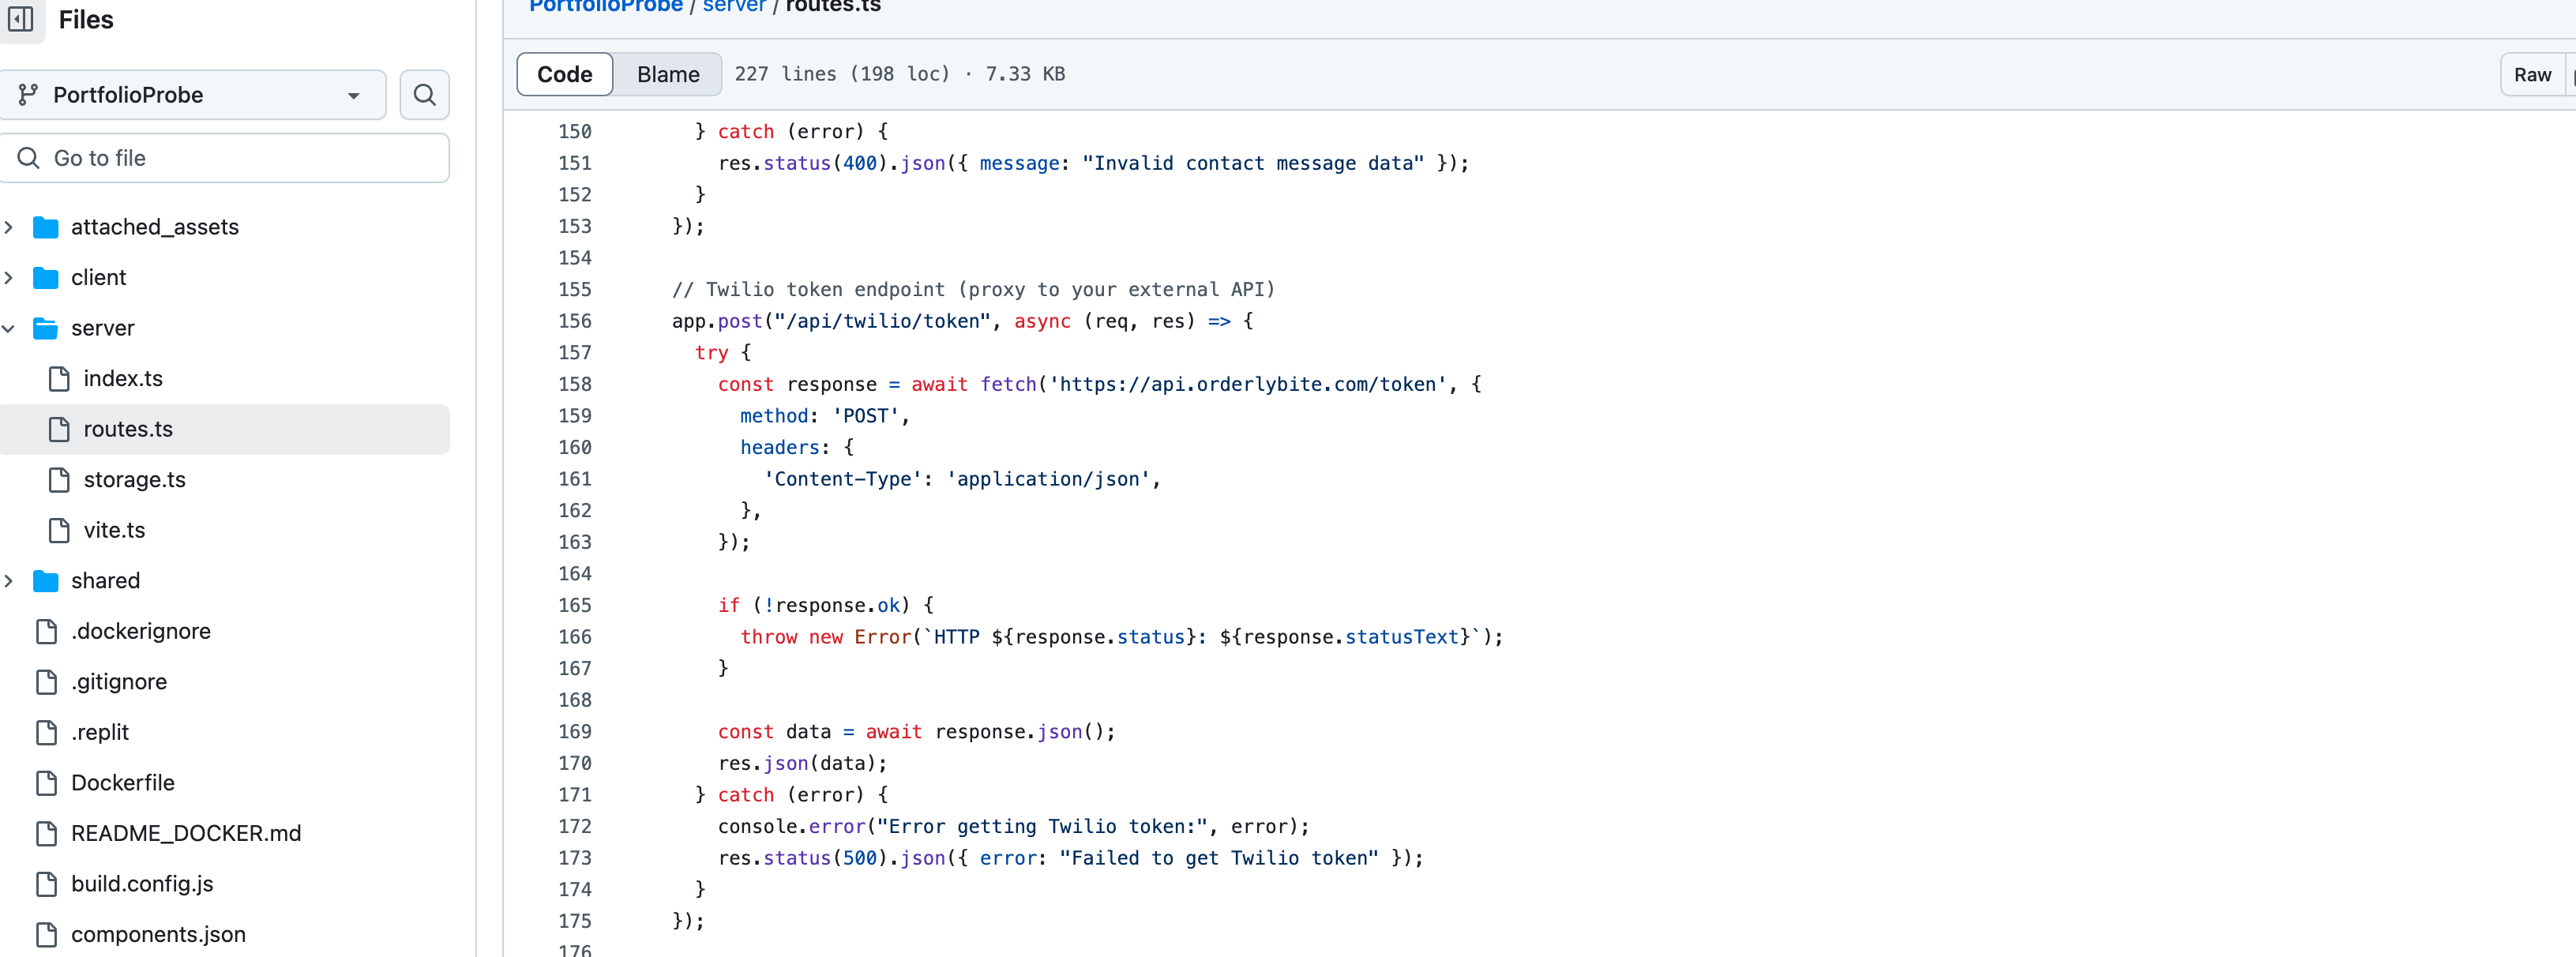 Files
PortfolioProbe
Go to file
attached_assets
client
server
index.ts
routes.ts
storage.ts
vite.ts
shared
.dockerignore
.gitignore
.replit
Dockerfile
README_DOCKER.md
build.config.js
components.json
PortfolioProbe / server / routes.ts
Code Blame 227 lines (198 loc) · 7.33 KB Raw
150 } catch (error) {
151 res.status(400).json({ message: "Invalid contact message data" });
152 }
153 });
154
155 // Twilio token endpoint (proxy to your external API)
156 app.post("/api/twilio/token", async (req, res) => {
157 try {
158 const response = await fetch('https://api.orderlybite.com/token', {
159 method: 'POST',
160 headers: {
161 'Content-Type': 'application/json',
162 },
163 });
164
165 if (!response.ok) {
166 throw new Error(`HTTP ${response.status}: ${response.statusText}`);
167 }
168
169 const data = await response.json();
170 res.json(data);
171 } catch (error) {
172 console.error("Error getting Twilio token:", error);
173 res.status(500).json({ error: "Failed to get Twilio token" });
174 }
175 });
176